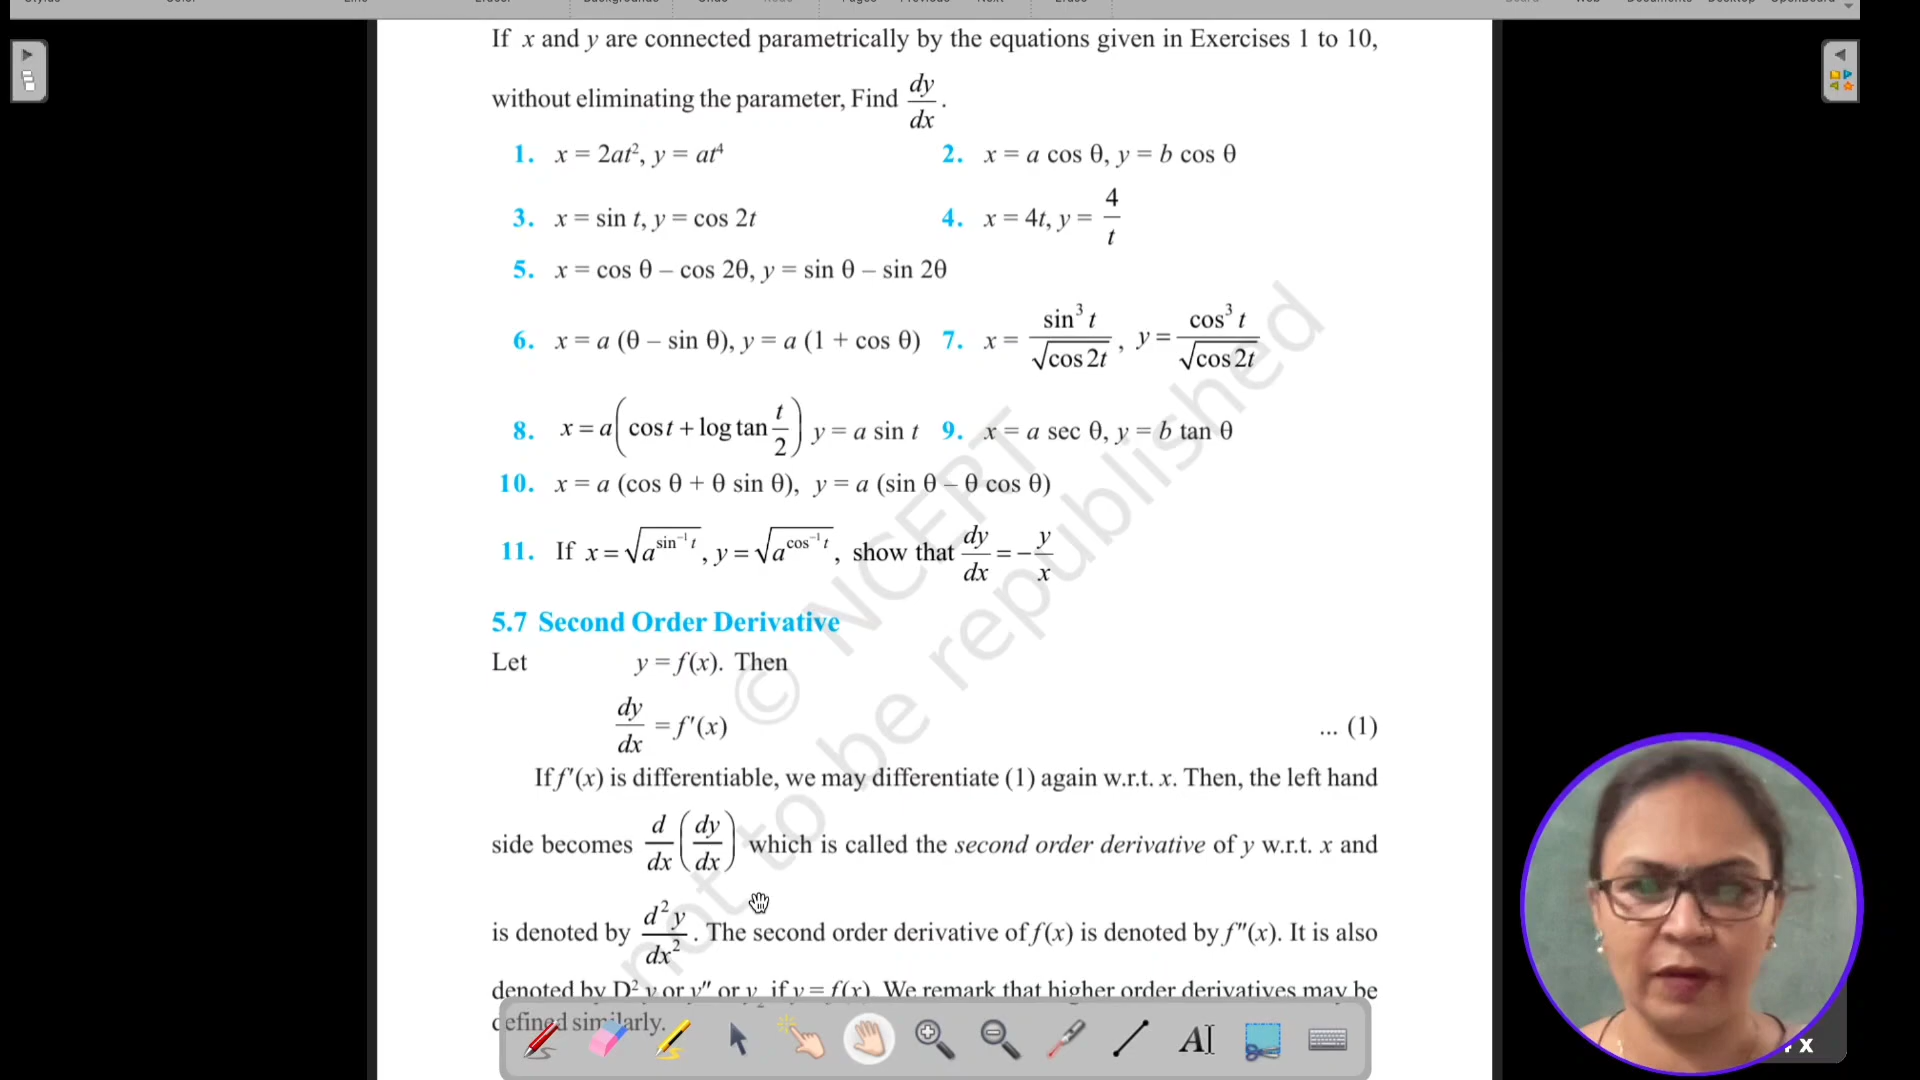 If x and y are connected parametrically by the equations given in Exercises 1 to 10,
without eliminating the parameter, Find dy/dx.
1. x = 2at², y = at⁴
2. x = a cos θ, y = b cos θ
3. x = sin t, y = cos 2t
4. x = 4t, y = 4/t
5. x = cos θ – cos 2θ, y = sin θ – sin 2θ
6. x = a (θ – sin θ), y = a (1 + cos θ)
7. x = sin³ t/√cos 2t, y = cos³ t/√cos 2t
8. x = a(cos t + log tan t/2) y = a sin t
9. x = a sec θ, y = b tan θ
10. x = a (cos θ + θ sin θ), y = a (sin θ – θ cos θ)
11. If x = √(a^(sin⁻¹ t)), y = √(a^(cos⁻¹ t)), show that dy/dx = – y/x
5.7 Second Order Derivative
Let y = f(x). Then
dy/dx = f′(x) ... (1)
If f′(x) is differentiable, we may differentiate (1) again w.r.t. x. Then, the left hand
side becomes d/dx (dy/dx) which is called the second order derivative of y w.r.t. x and
is denoted by d²y/dx². The second order derivative of f(x) is denoted by f″(x). It is also
denoted by D² y or y″ or y if y = f(x). We remark that higher order derivatives may be
defined similarly.
© NCERT
not to be republished
AI
x